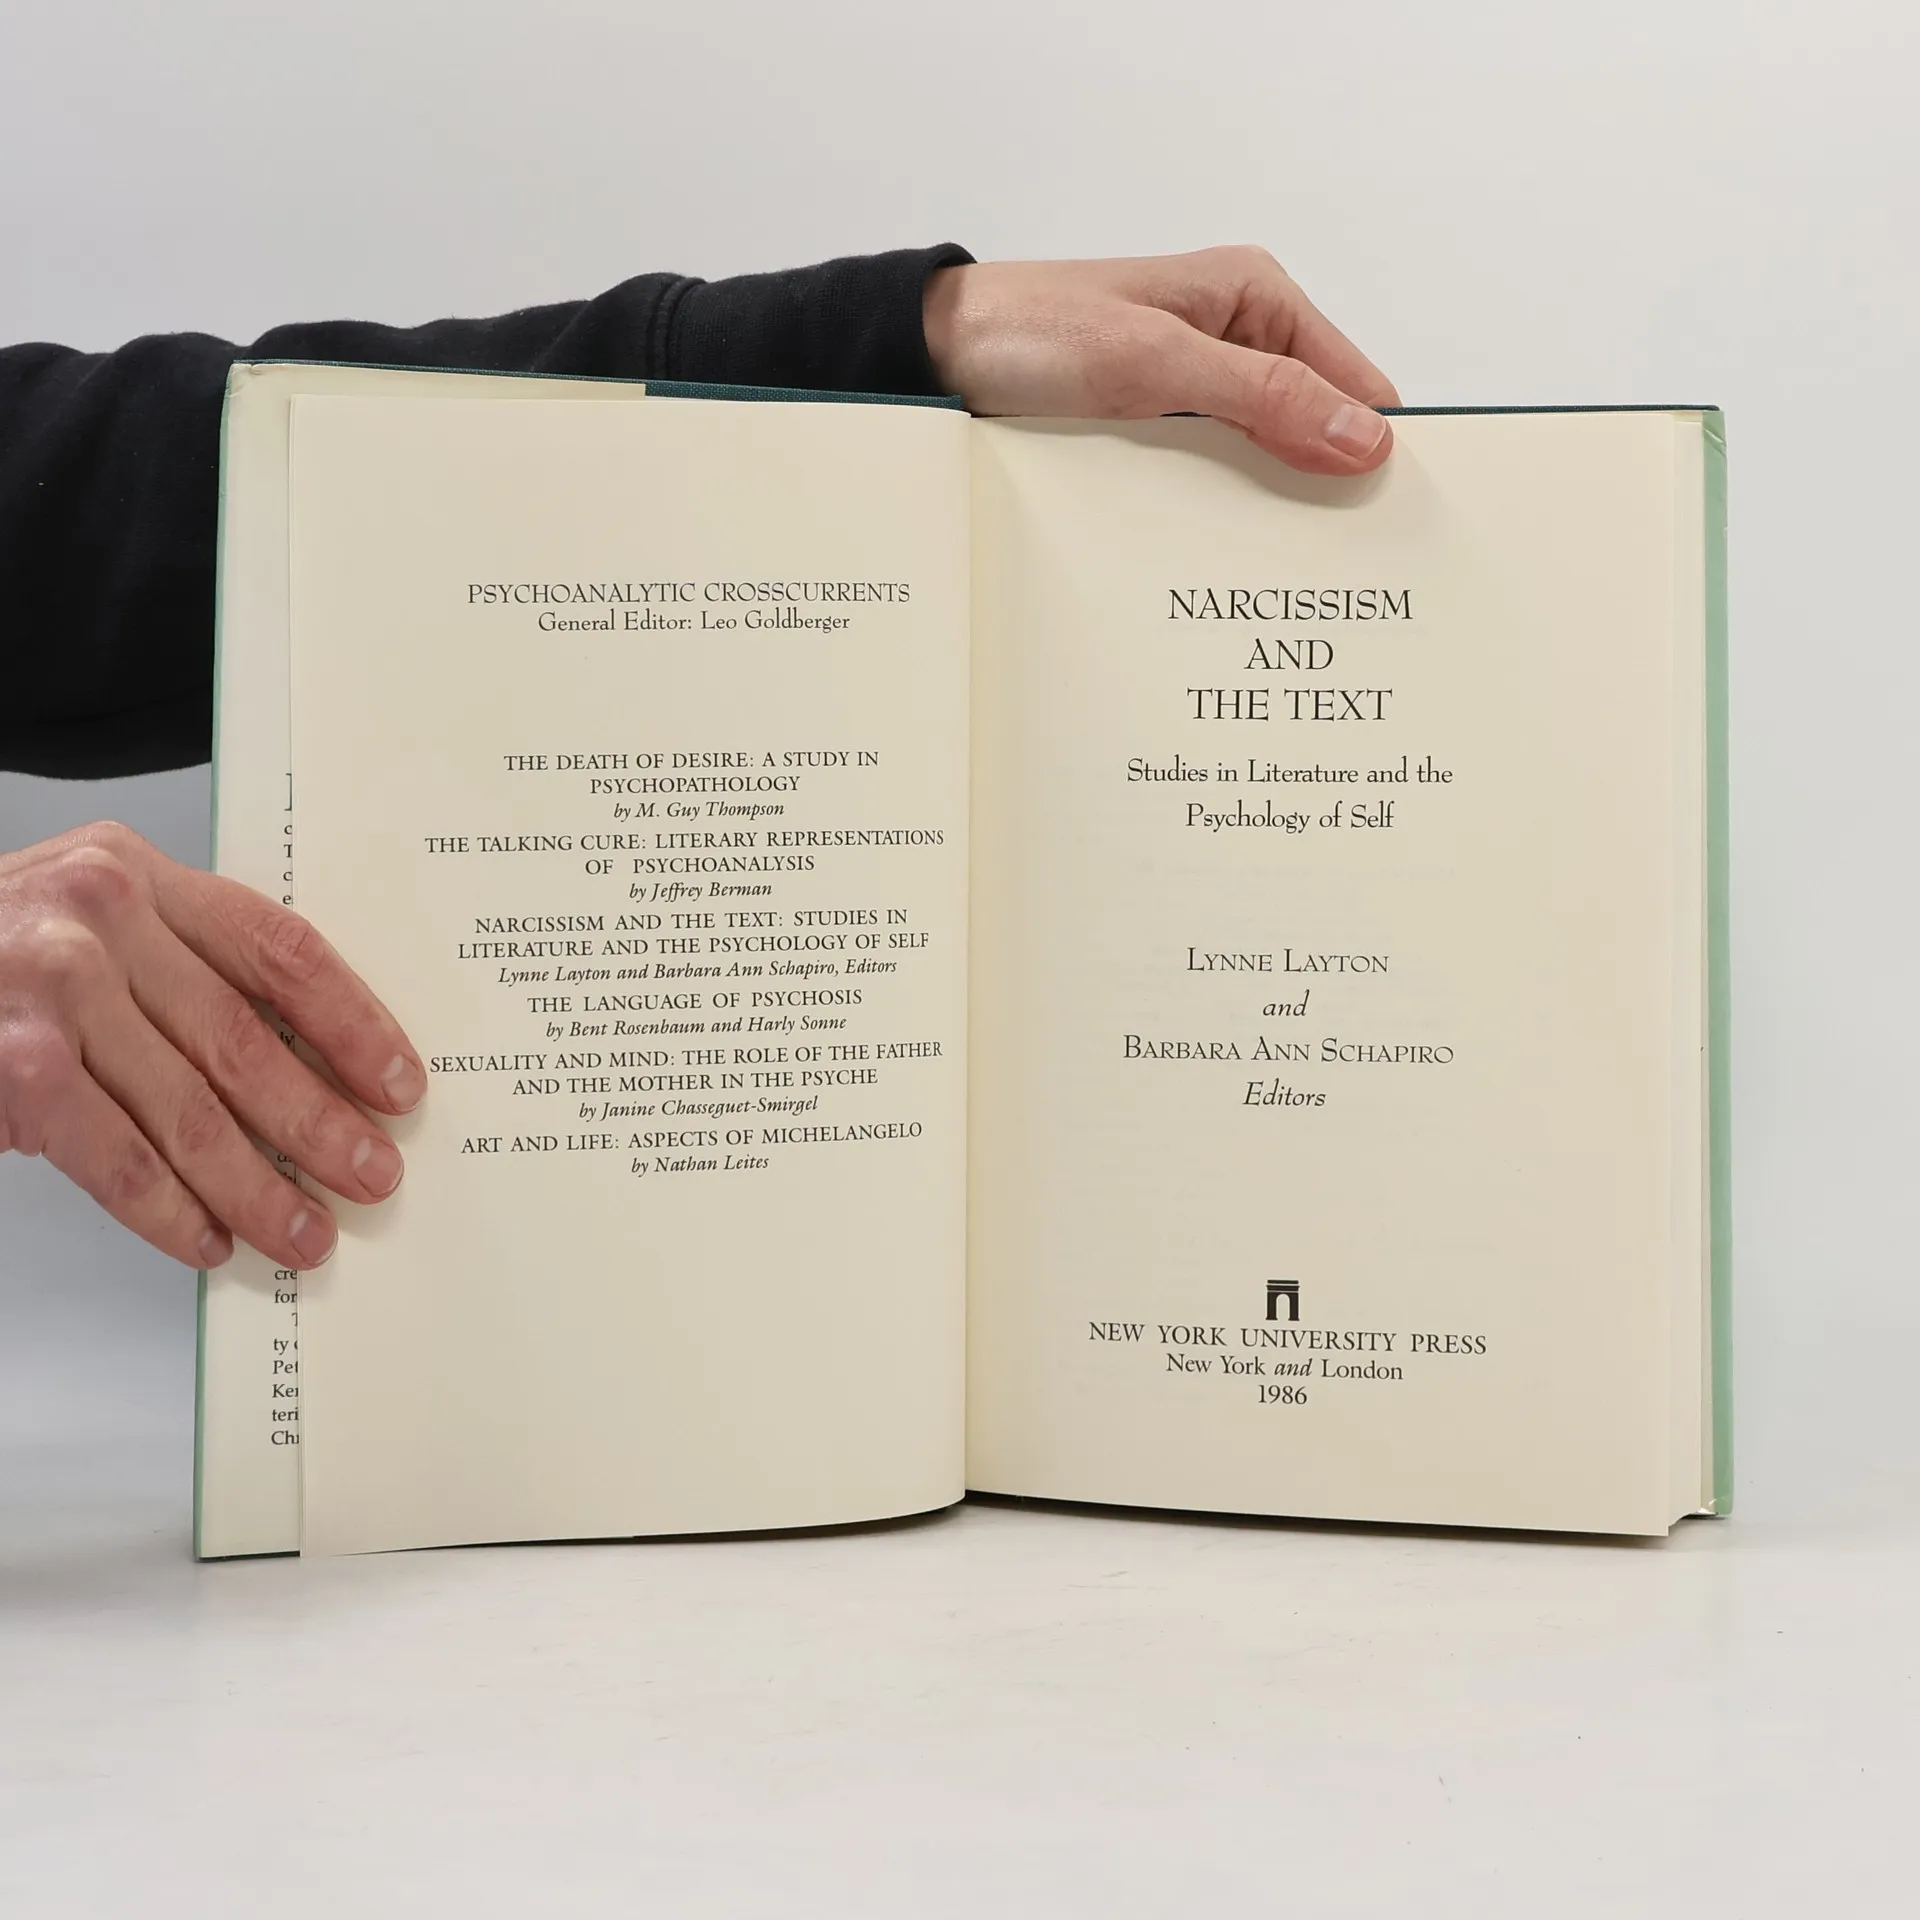 PSYCHOANALYTIC CROSSCURRENTS
General Editor: Leo Goldberger
THE DEATH OF DESIRE: A STUDY IN
PSYCHOPATHOLOGY
by M. Guy Thompson
THE TALKING CURE: LITERARY REPRESENTATIONS
OF PSYCHOANALYSIS
by Jeffrey Berman
NARCISSISM AND THE TEXT: STUDIES IN
LITERATURE AND THE PSYCHOLOGY OF SELF
Lynne Layton and Barbara Ann Schapiro, Editors
THE LANGUAGE OF PSYCHOSIS
by Bent Rosenbaum and Harly Sonne
SEXUALITY AND MIND: THE ROLE OF THE FATHER
AND THE MOTHER IN THE PSYCHE
by Janine Chasseguet-Smirgel
ART AND LIFE: ASPECTS OF MICHELANGELO
by Nathan Leites
NARCISSISM
AND
THE TEXT
Studies in Literature and the
Psychology of Self
LYNNE LAYTON
and
BARBARA ANN SCHAPIRO
Editors
NEW YORK UNIVERSITY PRESS
New York and London
1986